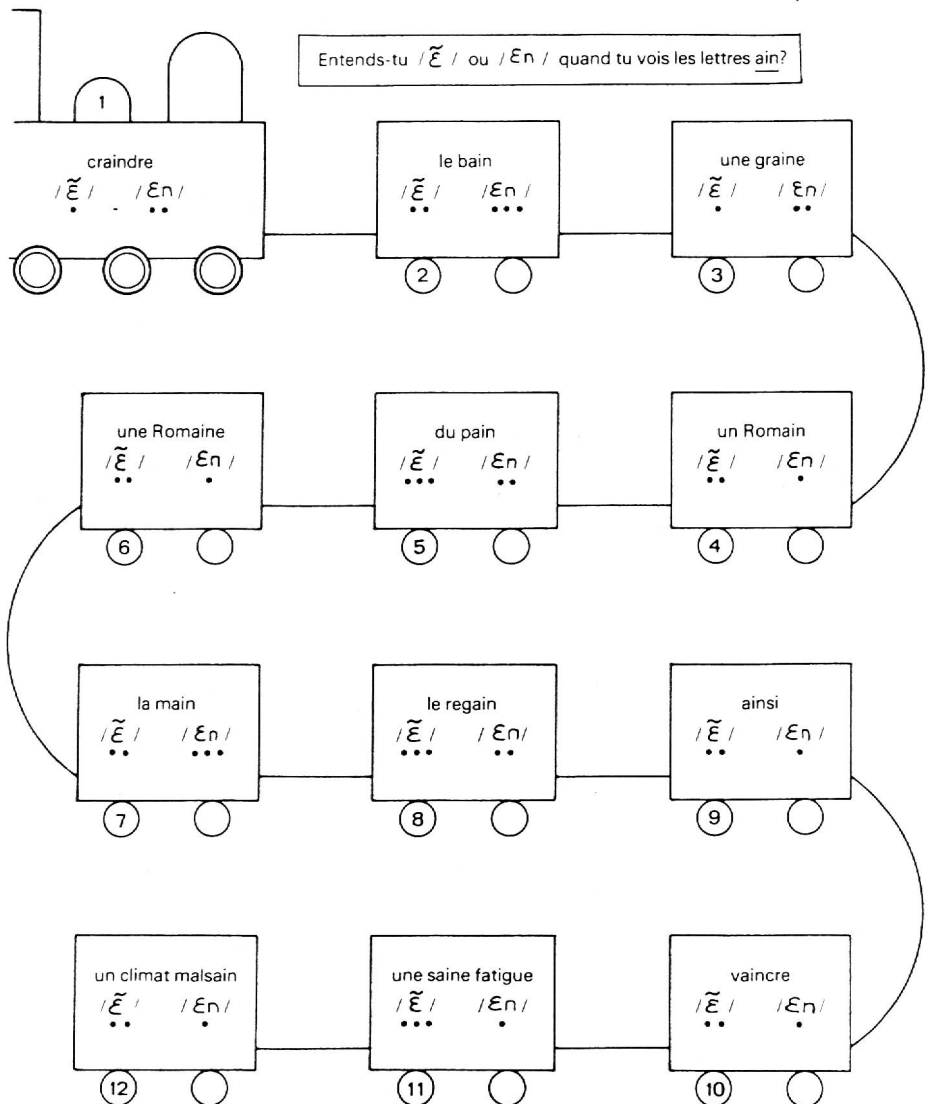 Entends-tu /ɛ̃/ ou /ɛn/ quand tu vois les lettres ain?
1
craindre
/ɛ̃/ - /ɛn/
le bain
/ɛ̃/ /ɛn/
2
une graine
/ɛ̃/ /ɛn/
3
un Romain
/ɛ̃/ /ɛn/
4
du pain
/ɛ̃/ /ɛn/
5
une Romaine
/ɛ̃/ /ɛn/
6
la main
/ɛ̃/ /ɛn/
7
le regain
/ɛ̃/ /ɛn/
8
ainsi
/ɛ̃/ /ɛn/
9
vaincre
/ɛ̃/ /ɛn/
10
une saine fatigue
/ɛ̃/ /ɛn/
11
un climat malsain
/ɛ̃/ /ɛn/
12